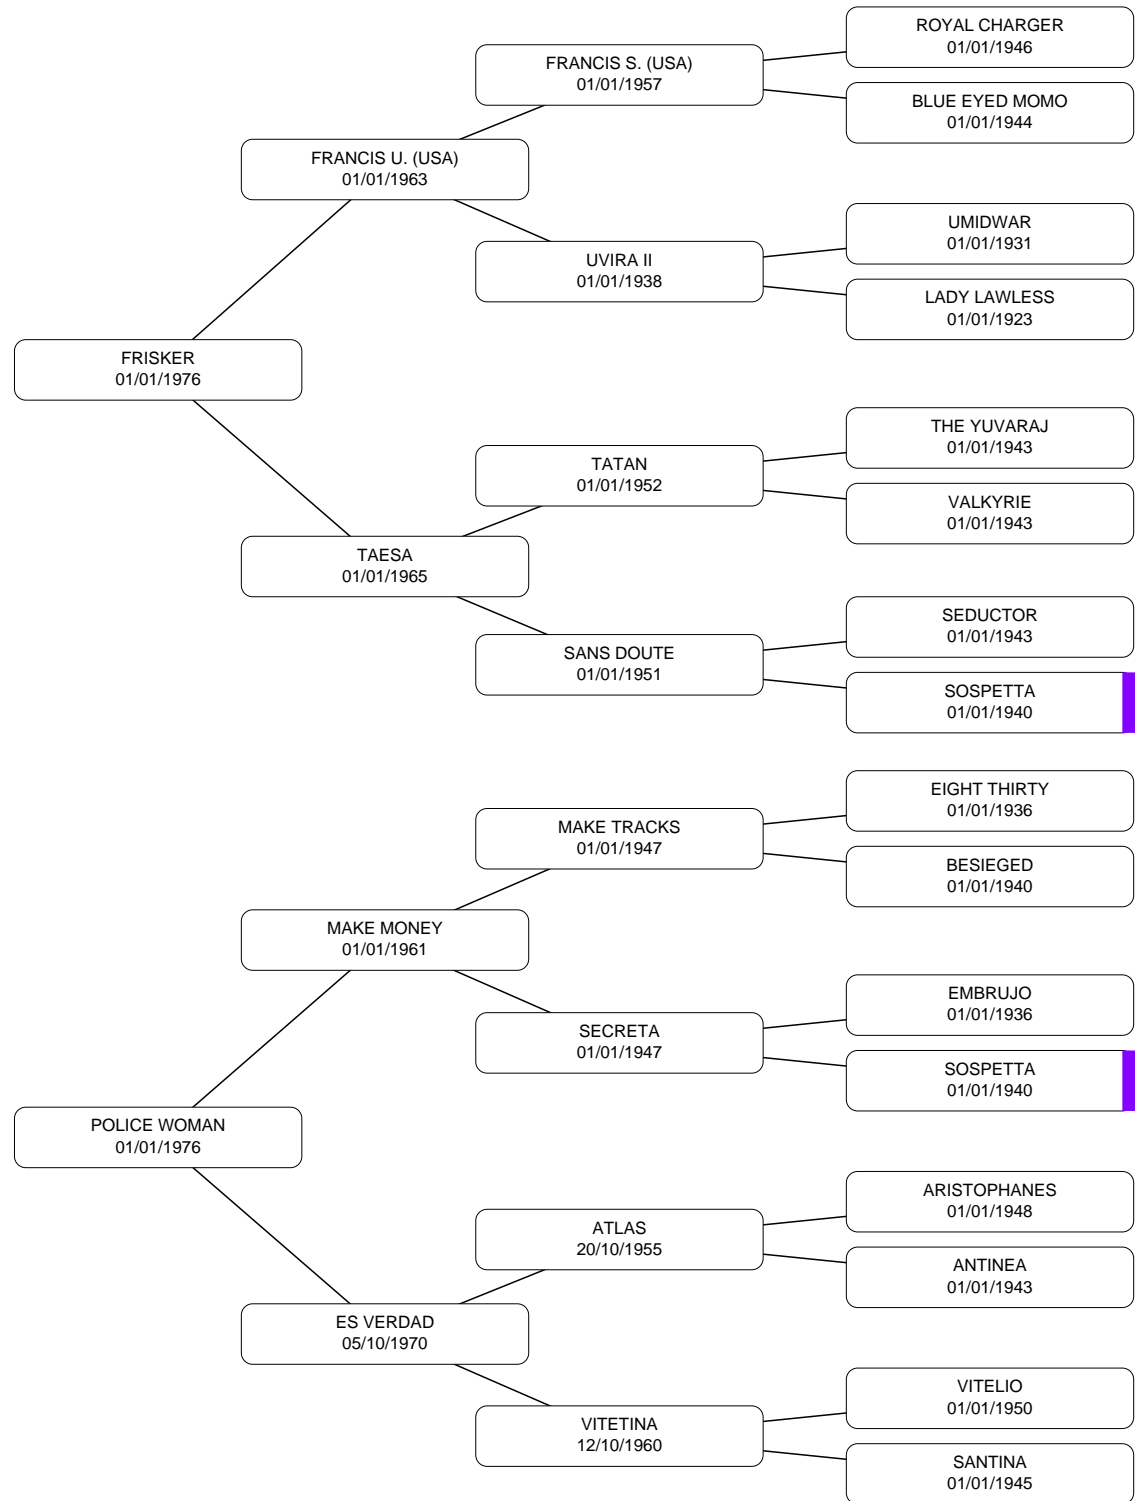 ROYAL CHARGER
01/01/1946
FRANCIS S. (USA)
01/01/1957
BLUE EYED MOMO
01/01/1944
FRANCIS U. (USA)
01/01/1963
UMIDWAR
01/01/1931
UVIRA II
01/01/1938
LADY LAWLESS
01/01/1923
FRISKER
01/01/1976
THE YUVARAJ
01/01/1943
TATAN
01/01/1952
VALKYRIE
01/01/1943
TAESA
01/01/1965
SEDUCTOR
01/01/1943
SANS DOUTE
01/01/1951
SOSPETTA
01/01/1940
EIGHT THIRTY
01/01/1936
MAKE TRACKS
01/01/1947
BESIEGED
01/01/1940
MAKE MONEY
01/01/1961
EMBRUJO
01/01/1936
SECRETA
01/01/1947
SOSPETTA
01/01/1940
POLICE WOMAN
01/01/1976
ARISTOPHANES
01/01/1948
ATLAS
20/10/1955
ANTINEA
01/01/1943
ES VERDAD
05/10/1970
VITELIO
01/01/1950
VITETINA
12/10/1960
SANTINA
01/01/1945